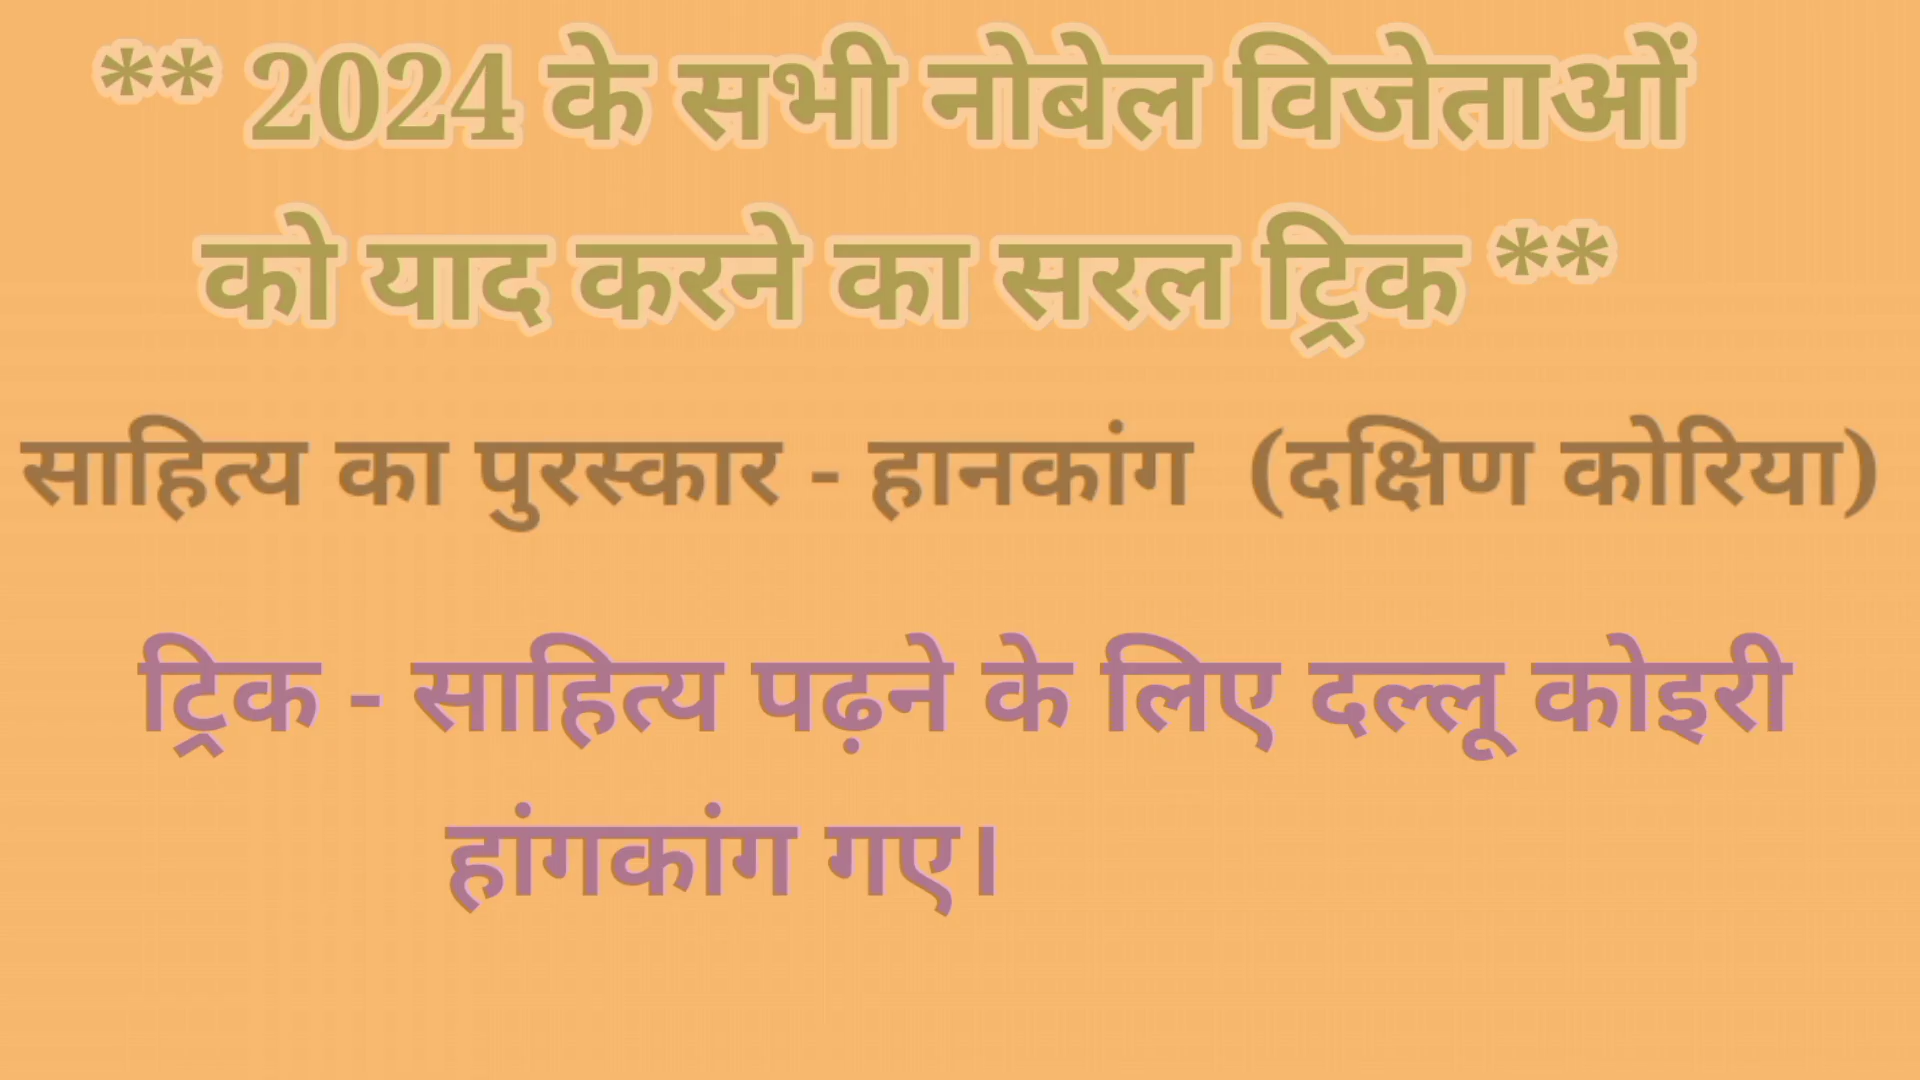 ** 2024 के सभी नोबेल विजेताओं
को याद करने का सरल ट्रिक **
साहित्य का पुरस्कार - हानकांग (दक्षिण कोरिया)
ट्रिक - साहित्य पढ़ने के लिए दल्लू कोइरी
हांगकांग गए।